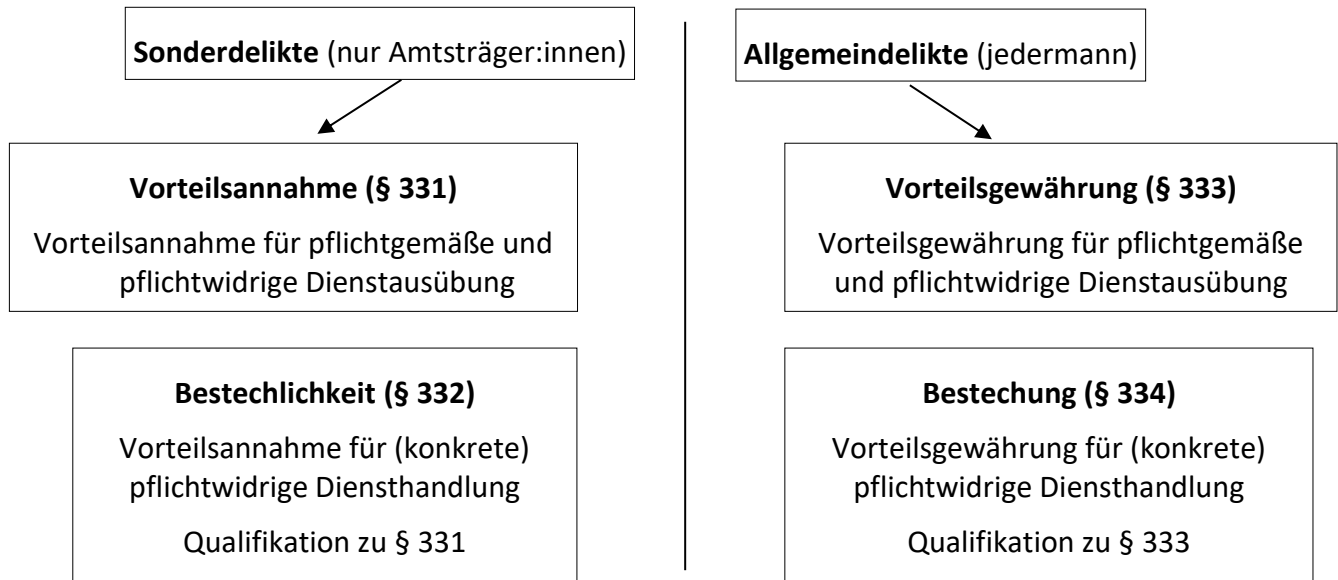 Sonderdelikte (nur Amtsträger:innen)
Vorteilsannahme (§ 331)
Vorteilsannahme für pflichtgemäße und
pflichtwidrige Dienstausübung
Bestechlichkeit (§ 332)
Vorteilsannahme für (konkrete)
pflichtwidrige Diensthandlung
Qualifikation zu § 331
Allgemeindelikte (jedermann)
Vorteilsgewährung (§ 333)
Vorteilsgewährung für pflichtgemäße
und pflichtwidrige Dienstausübung
Bestechung (§ 334)
Vorteilsgewährung für (konkrete)
pflichtwidrige Diensthandlung
Qualifikation zu § 333